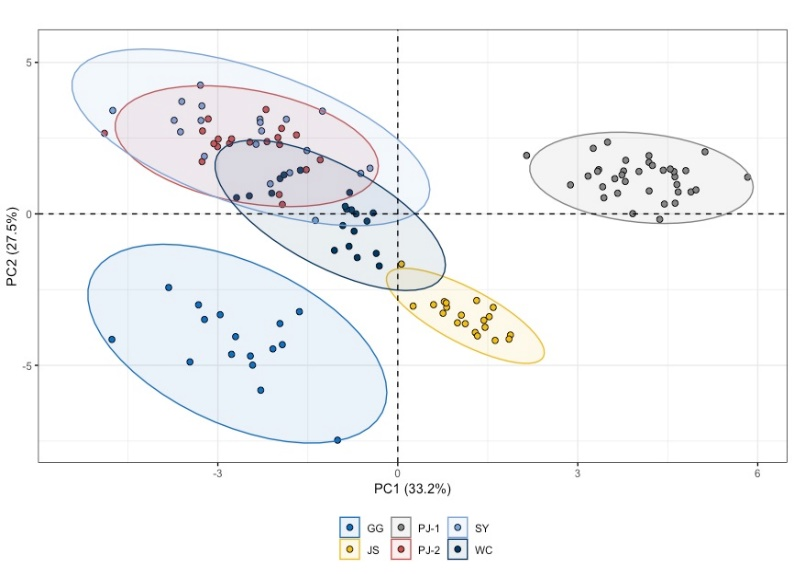 5
0
-5
PC2 (27.5%)
-3
0
3
6
PC1 (33.2%)
GG
PJ-1
SY
JS
PJ-2
WC